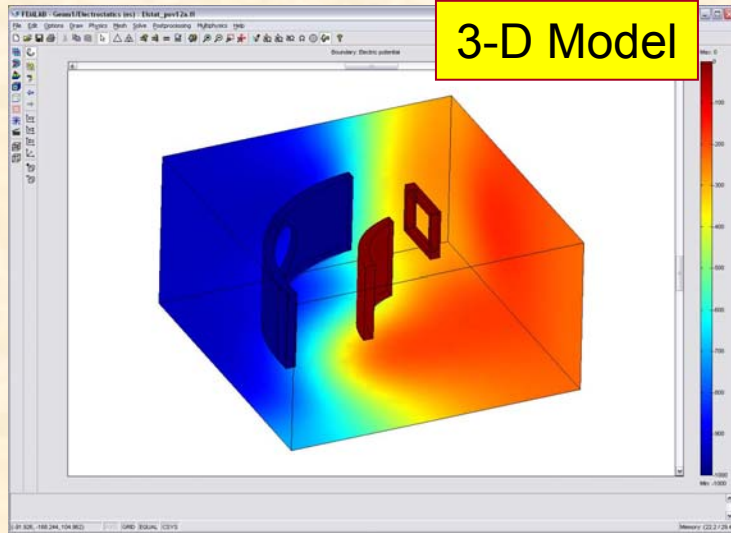 FEMLAB - Geom1/Electrostatics (es) - Elstat_pov12a.fl
File Edit Options Draw Physics Mesh Solve Postprocessing Multiphysics Help
3-D Model
Boundary: Electric potential
Max: 0
0
-100
-200
-300
-400
-500
-600
-700
-800
-900
-1000
Min: -1000
GRID EQUAL CSYS